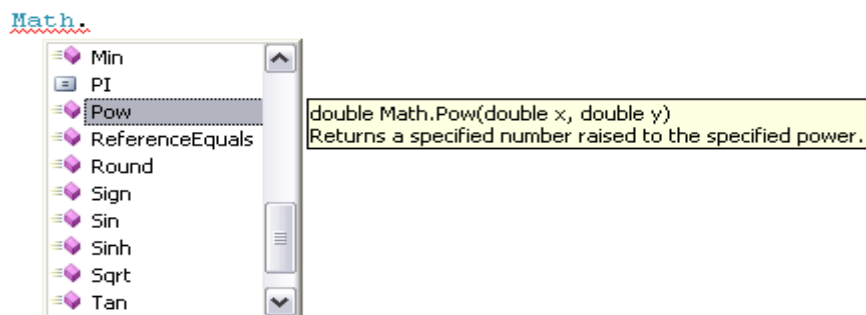 Math.
Min
PI
Pow
double Math.Pow(double x, double y)
Returns a specified number raised to the specified power.
ReferenceEquals
Round
Sign
Sin
Sinh
Sqrt
Tan